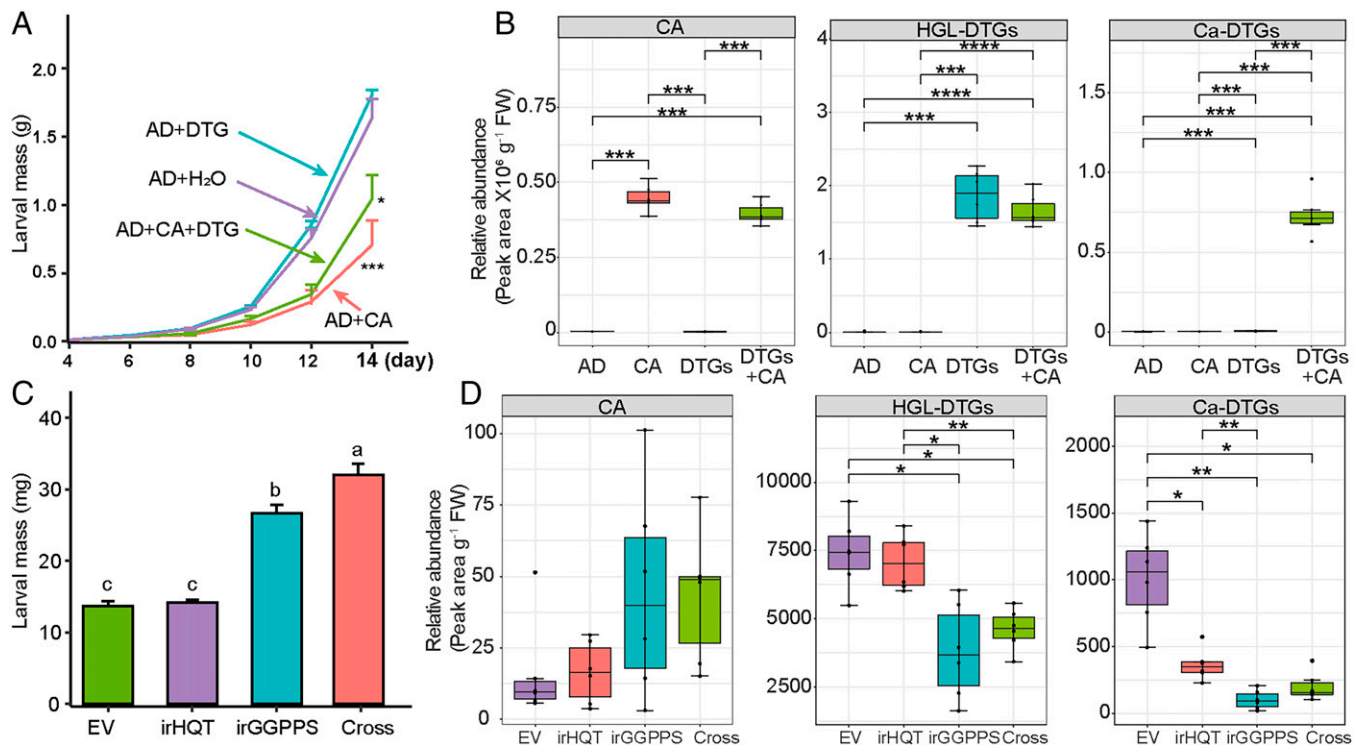 A
Larval mass (g)
2.0
1.5
1.0
0.5
0.0
AD+DTG
AD+H₂O
AD+CA+DTG
AD+CA
*
***
4 6 8 10 12 14 (day)
B
Relative abundance
(Peak area X10⁶ g⁻¹ FW)
CA
0.75
0.50
0.25
0
***
***
***
***
AD CA DTGs DTGs
+CA
HGL-DTGs
4
3
2
1
0
****
***
****
***
AD CA DTGs DTGs
+CA
Ca-DTGs
1.5
1.0
0.5
0
***
***
***
***
***
AD CA DTGs DTGs
+CA
C
Larval mass (mg)
40
30
20
10
0
c c b a
EV irHQT irGGPPS Cross
D
Relative abundance
(Peak area g⁻¹ FW)
CA
100
75
50
25
0
EV irHQT irGGPPS Cross
HGL-DTGs
10000
7500
5000
2500
**
*
*
*
EV irHQT irGGPPS Cross
Ca-DTGs
2000
1500
1000
500
0
**
*
**
*
EV irHQT irGGPPS Cross